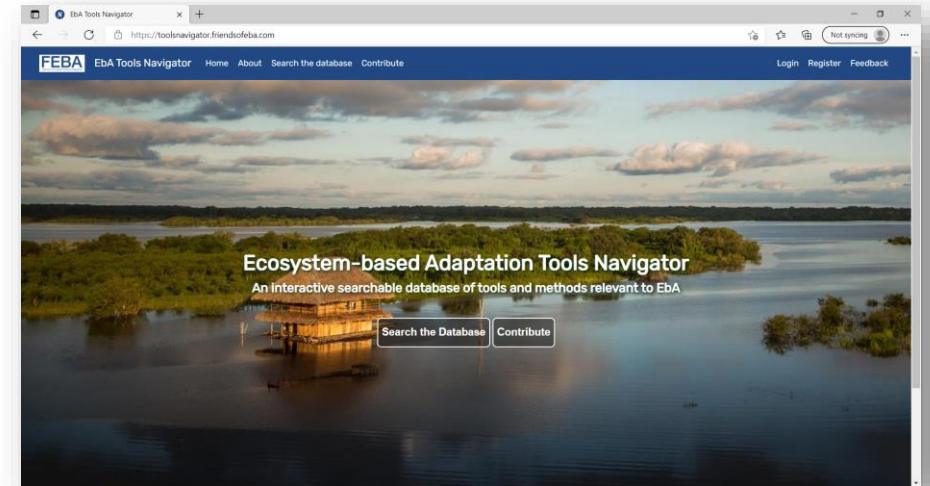 EbA Tools Navigator
https://toolsnavigator.friendsofeba.com
Not syncing
FEBA EbA Tools Navigator Home About Search the database Contribute Login Register Feedback
Ecosystem-based Adaptation Tools Navigator
An interactive searchable database of tools and methods relevant to EbA
Search the Database Contribute